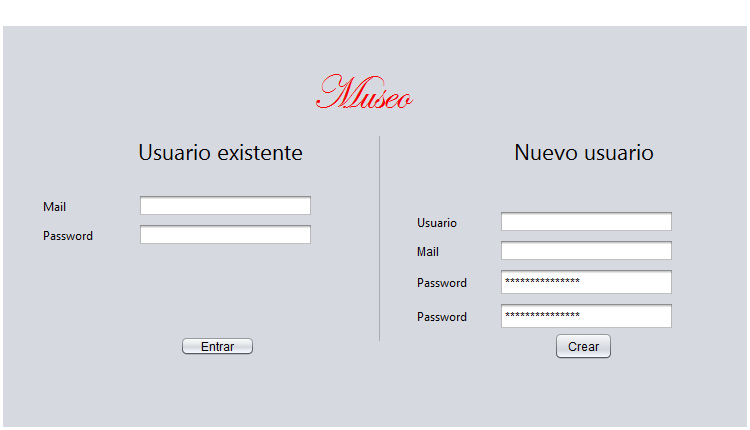 Museo
Usuario existente
Mail
Password
Entrar
Nuevo usuario
Usuario
Mail
Password ***************
Password ***************
Crear